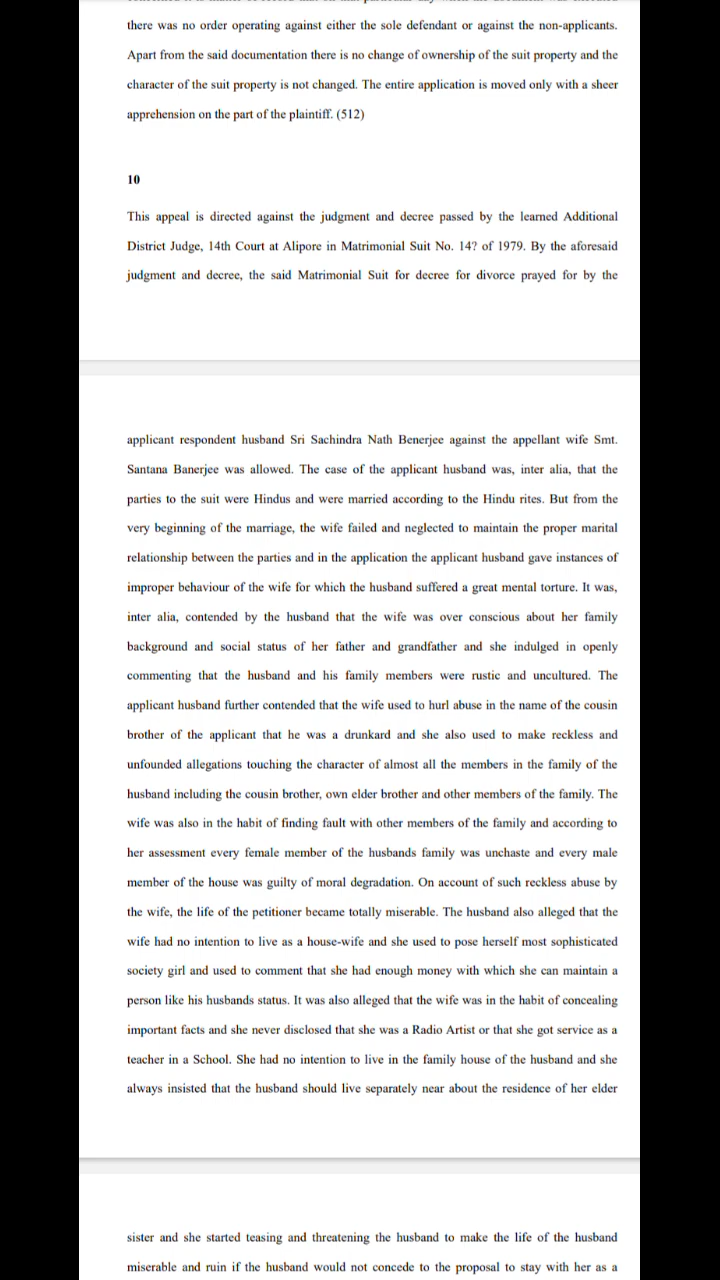 there was no order operating against either the sole defendant or against the non-applicants.
Apart from the said documentation there is no change of ownership of the suit property and the
character of the suit property is not changed. The entire application is moved only with a sheer
apprehension on the part of the plaintiff. (512)
10
This appeal is directed against the judgment and decree passed by the learned Additional
District Judge, 14th Court at Alipore in Matrimonial Suit No. 14? of 1979. By the aforesaid
judgment and decree, the said Matrimonial Suit for decree for divorce prayed for by the
applicant respondent husband Sri Sachindra Nath Benerjee against the appellant wife Smt.
Santana Banerjee was allowed. The case of the applicant husband was, inter alia, that the
parties to the suit were Hindus and were married according to the Hindu rites. But from the
very beginning of the marriage, the wife failed and neglected to maintain the proper marital
relationship between the parties and in the application the applicant husband gave instances of
improper behaviour of the wife for which the husband suffered a great mental torture. It was,
inter alia, contended by the husband that the wife was over conscious about her family
background and social status of her father and grandfather and she indulged in openly
commenting that the husband and his family members were rustic and uncultured. The
applicant husband further contended that the wife used to hurl abuse in the name of the cousin
brother of the applicant that he was a drunkard and she also used to make reckless and
unfounded allegations touching the character of almost all the members in the family of the
husband including the cousin brother, own elder brother and other members of the family. The
wife was also in the habit of finding fault with other members of the family and according to
her assessment every female member of the husbands family was unchaste and every male
member of the house was guilty of moral degradation. On account of such reckless abuse by
the wife, the life of the petitioner became totally miserable. The husband also alleged that the
wife had no intention to live as a house-wife and she used to pose herself most sophisticated
society girl and used to comment that she had enough money with which she can maintain a
person like his husbands status. It was also alleged that the wife was in the habit of concealing
important facts and she never disclosed that she was a Radio Artist or that she got service as a
teacher in a School. She had no intention to live in the family house of the husband and she
always insisted that the husband should live separately near about the residence of her elder
sister and she started teasing and threatening the husband to make the life of the husband
miserable and ruin if the husband would not concede to the proposal to stay with her as a